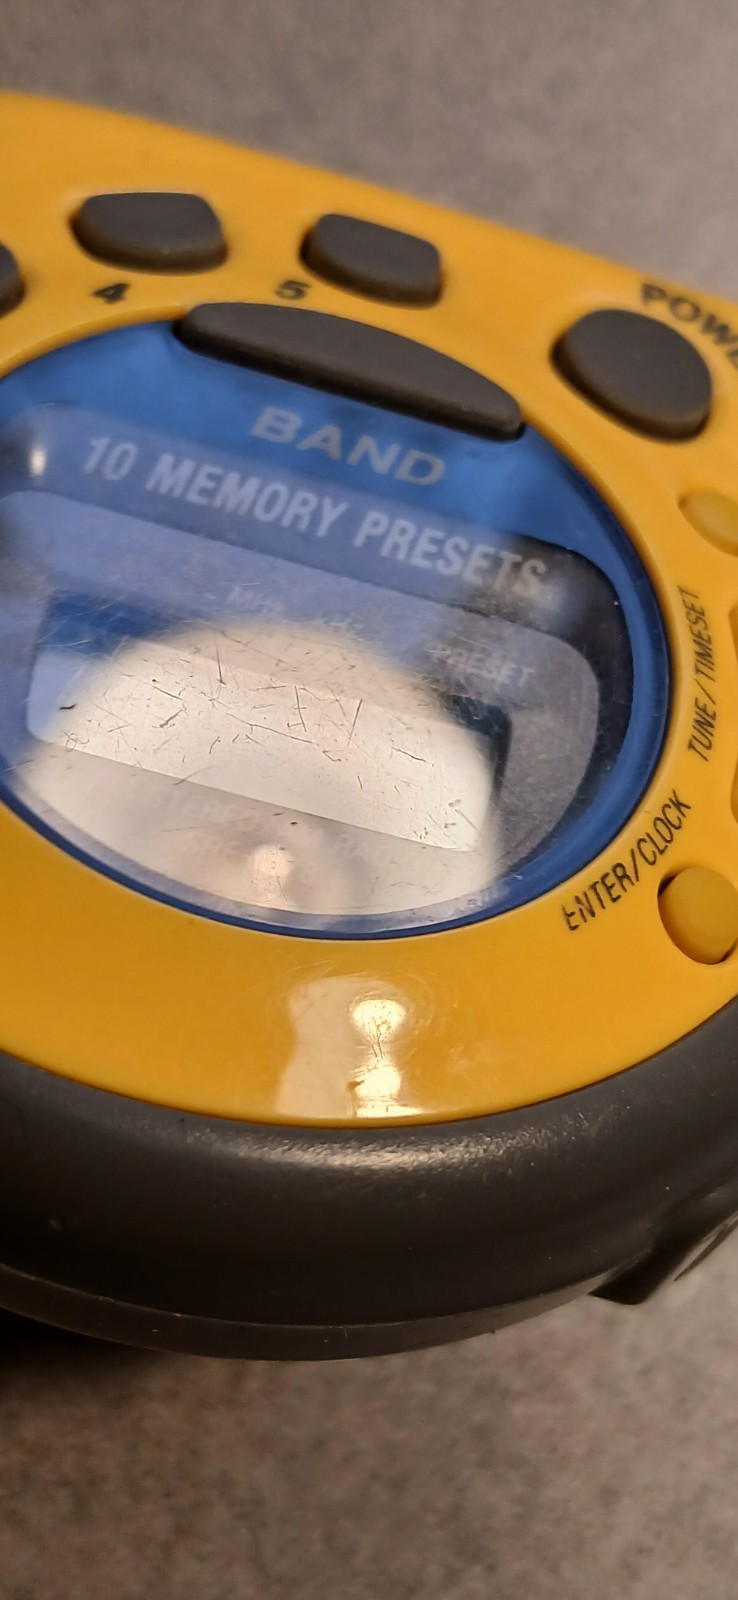 4
5
POWE
BAND
10 MEMORY PRESETS
PRESET
TUNE/TIMESET
ENTER/CLOCK